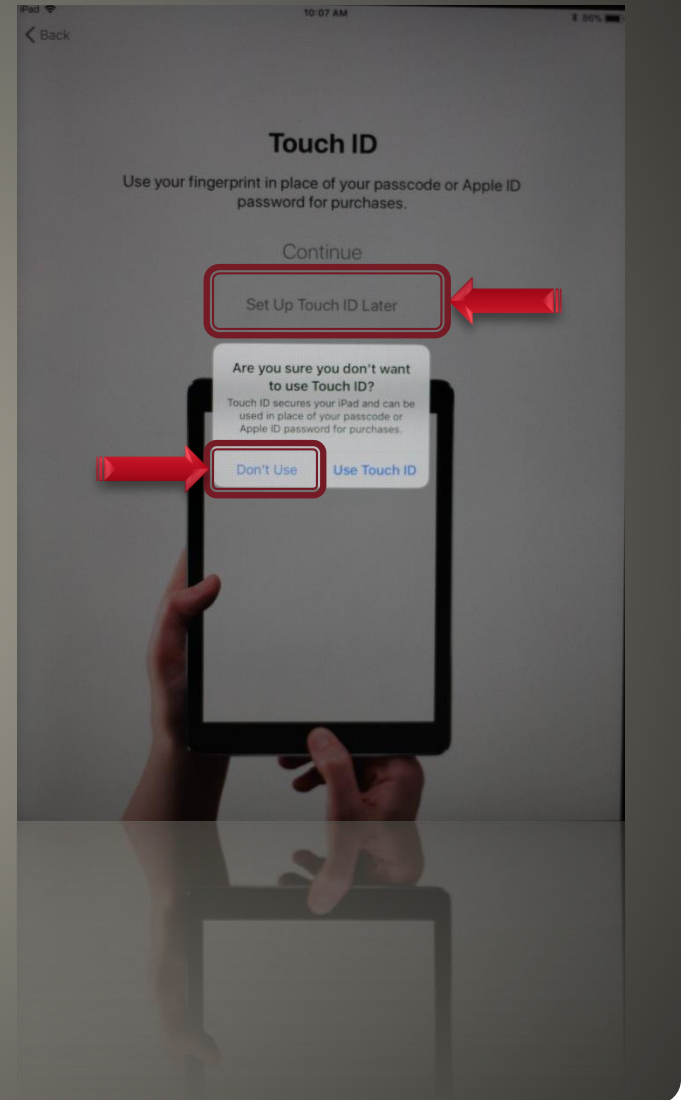 iPad 10:07 AM 86%
Back
Touch ID
Use your fingerprint in place of your passcode or Apple ID
password for purchases.
Continue
Set Up Touch ID Later
Are you sure you don't want
to use Touch ID?
Touch ID secures your iPad and can be
used in place of your passcode or
Apple ID password for purchases.
Don't Use Use Touch ID